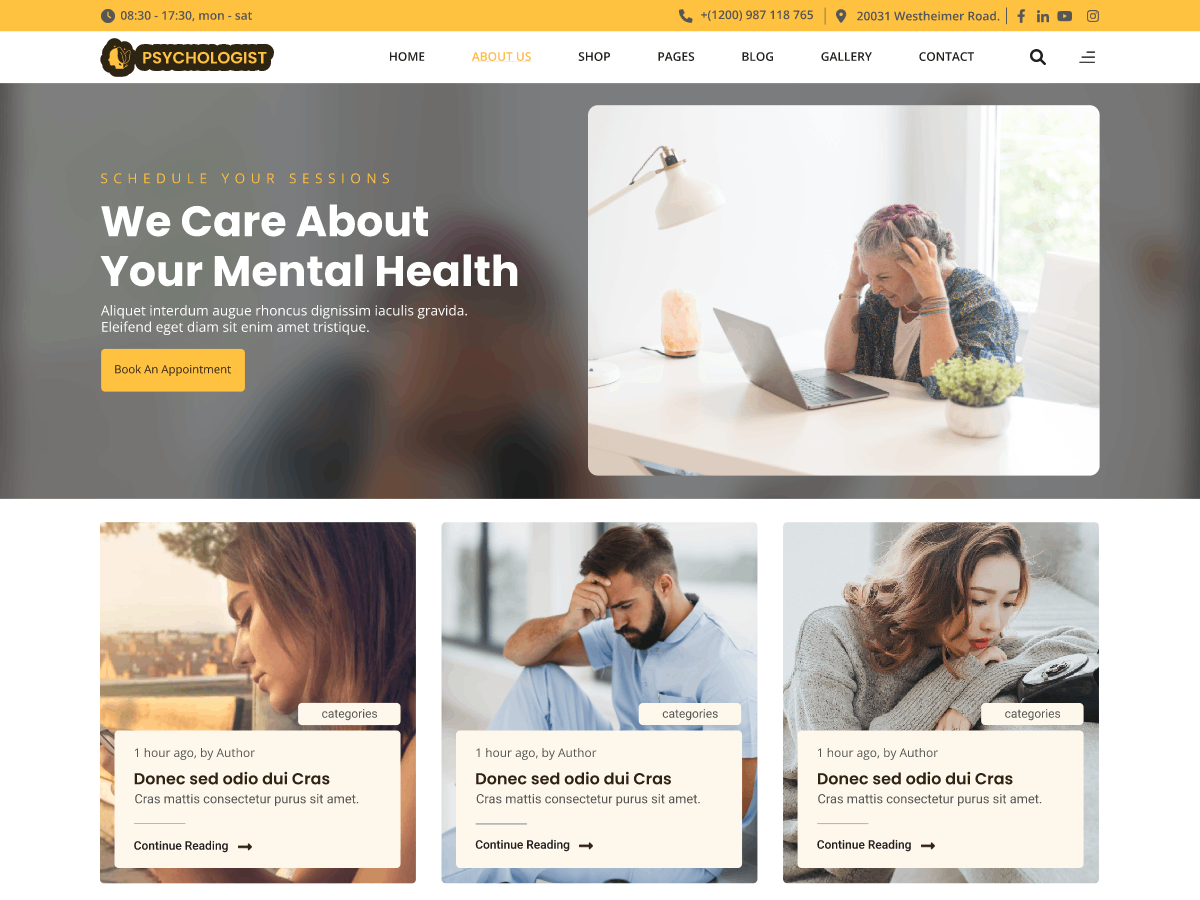 08:30 - 17:30, mon - sat
+(1200) 987 118 765
20031 Westheimer Road.
PSYCHOLOGIST
HOME
ABOUT US
SHOP
PAGES
BLOG
GALLERY
CONTACT
SCHEDULE YOUR SESSIONS
We Care About
Your Mental Health
Aliquet interdum augue rhoncus dignissim iaculis gravida.
Eleifend eget diam sit enim amet tristique.
Book An Appointment
categories
1 hour ago, by Author
Donec sed odio dui Cras
Cras mattis consectetur purus sit amet.
Continue Reading
categories
1 hour ago, by Author
Donec sed odio dui Cras
Cras mattis consectetur purus sit amet.
Continue Reading
categories
1 hour ago, by Author
Donec sed odio dui Cras
Cras mattis consectetur purus sit amet.
Continue Reading